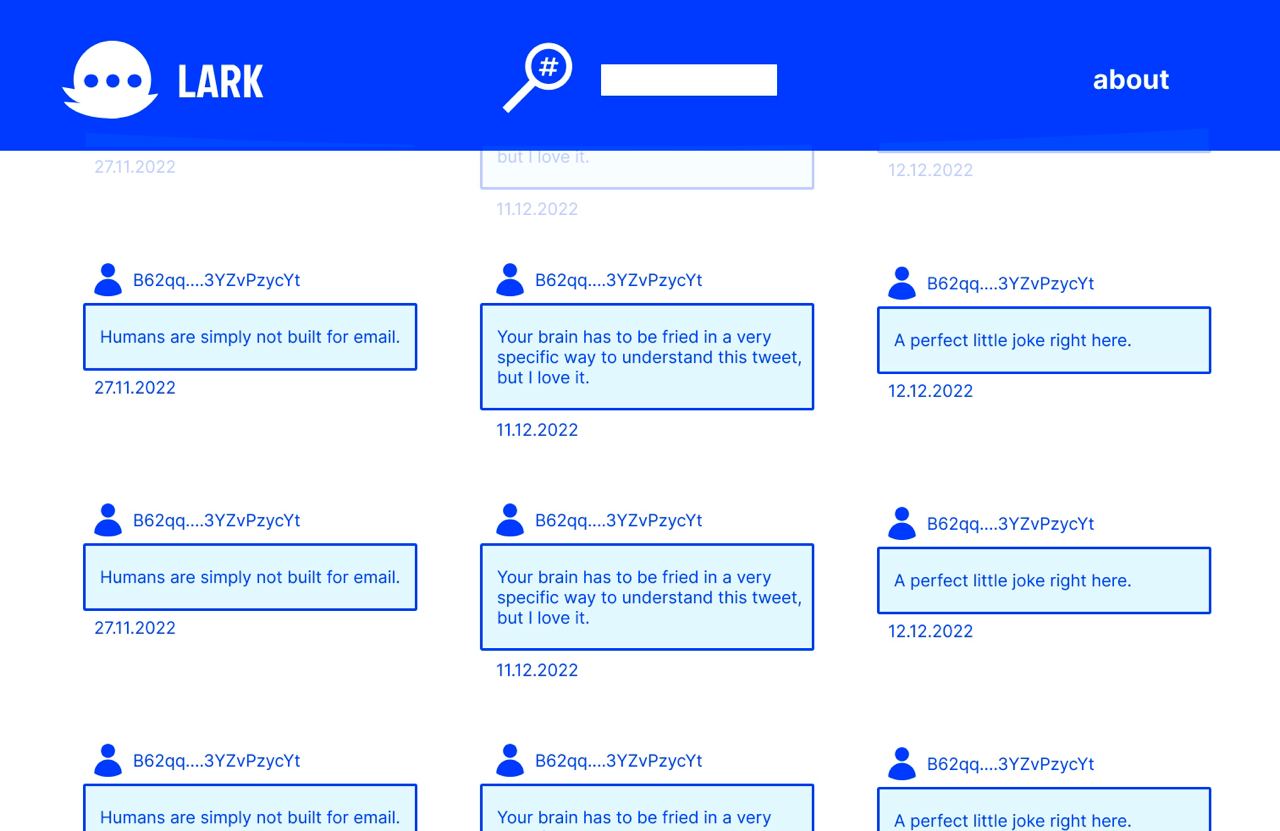 LARK
#
about
27.11.2022
but I love it.
11.12.2022
12.12.2022
B62qq....3YZvPzycYt
Humans are simply not built for email.
27.11.2022
B62qq....3YZvPzycYt
Your brain has to be fried in a very
specific way to understand this tweet,
but I love it.
11.12.2022
B62qq....3YZvPzycYt
A perfect little joke right here.
12.12.2022
B62qq....3YZvPzycYt
Humans are simply not built for email.
27.11.2022
B62qq....3YZvPzycYt
Your brain has to be fried in a very
specific way to understand this tweet,
but I love it.
11.12.2022
B62qq....3YZvPzycYt
A perfect little joke right here.
12.12.2022
B62qq....3YZvPzycYt
Humans are simply not built for email.
B62qq....3YZvPzycYt
Your brain has to be fried in a very
B62qq....3YZvPzycYt
A perfect little joke right here.